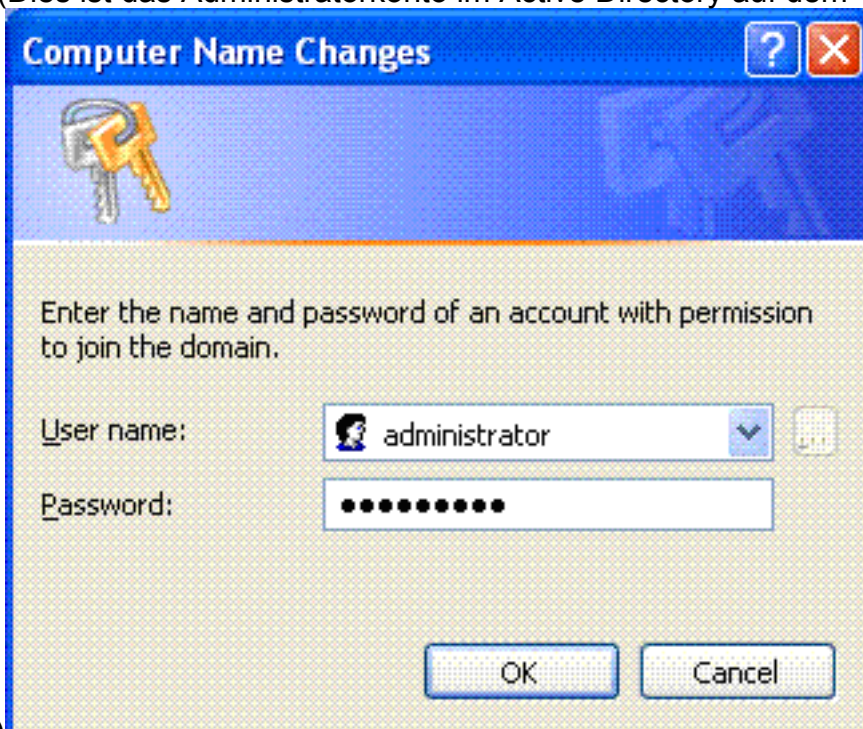 (Dies ist das Administratorkonto im Active Directory auf dem
Computer Name Changes
Enter the name and password of an account with permission
to join the domain.
User name:
administrator
Password:
●●●●●●●●●
OK
Cancel
)